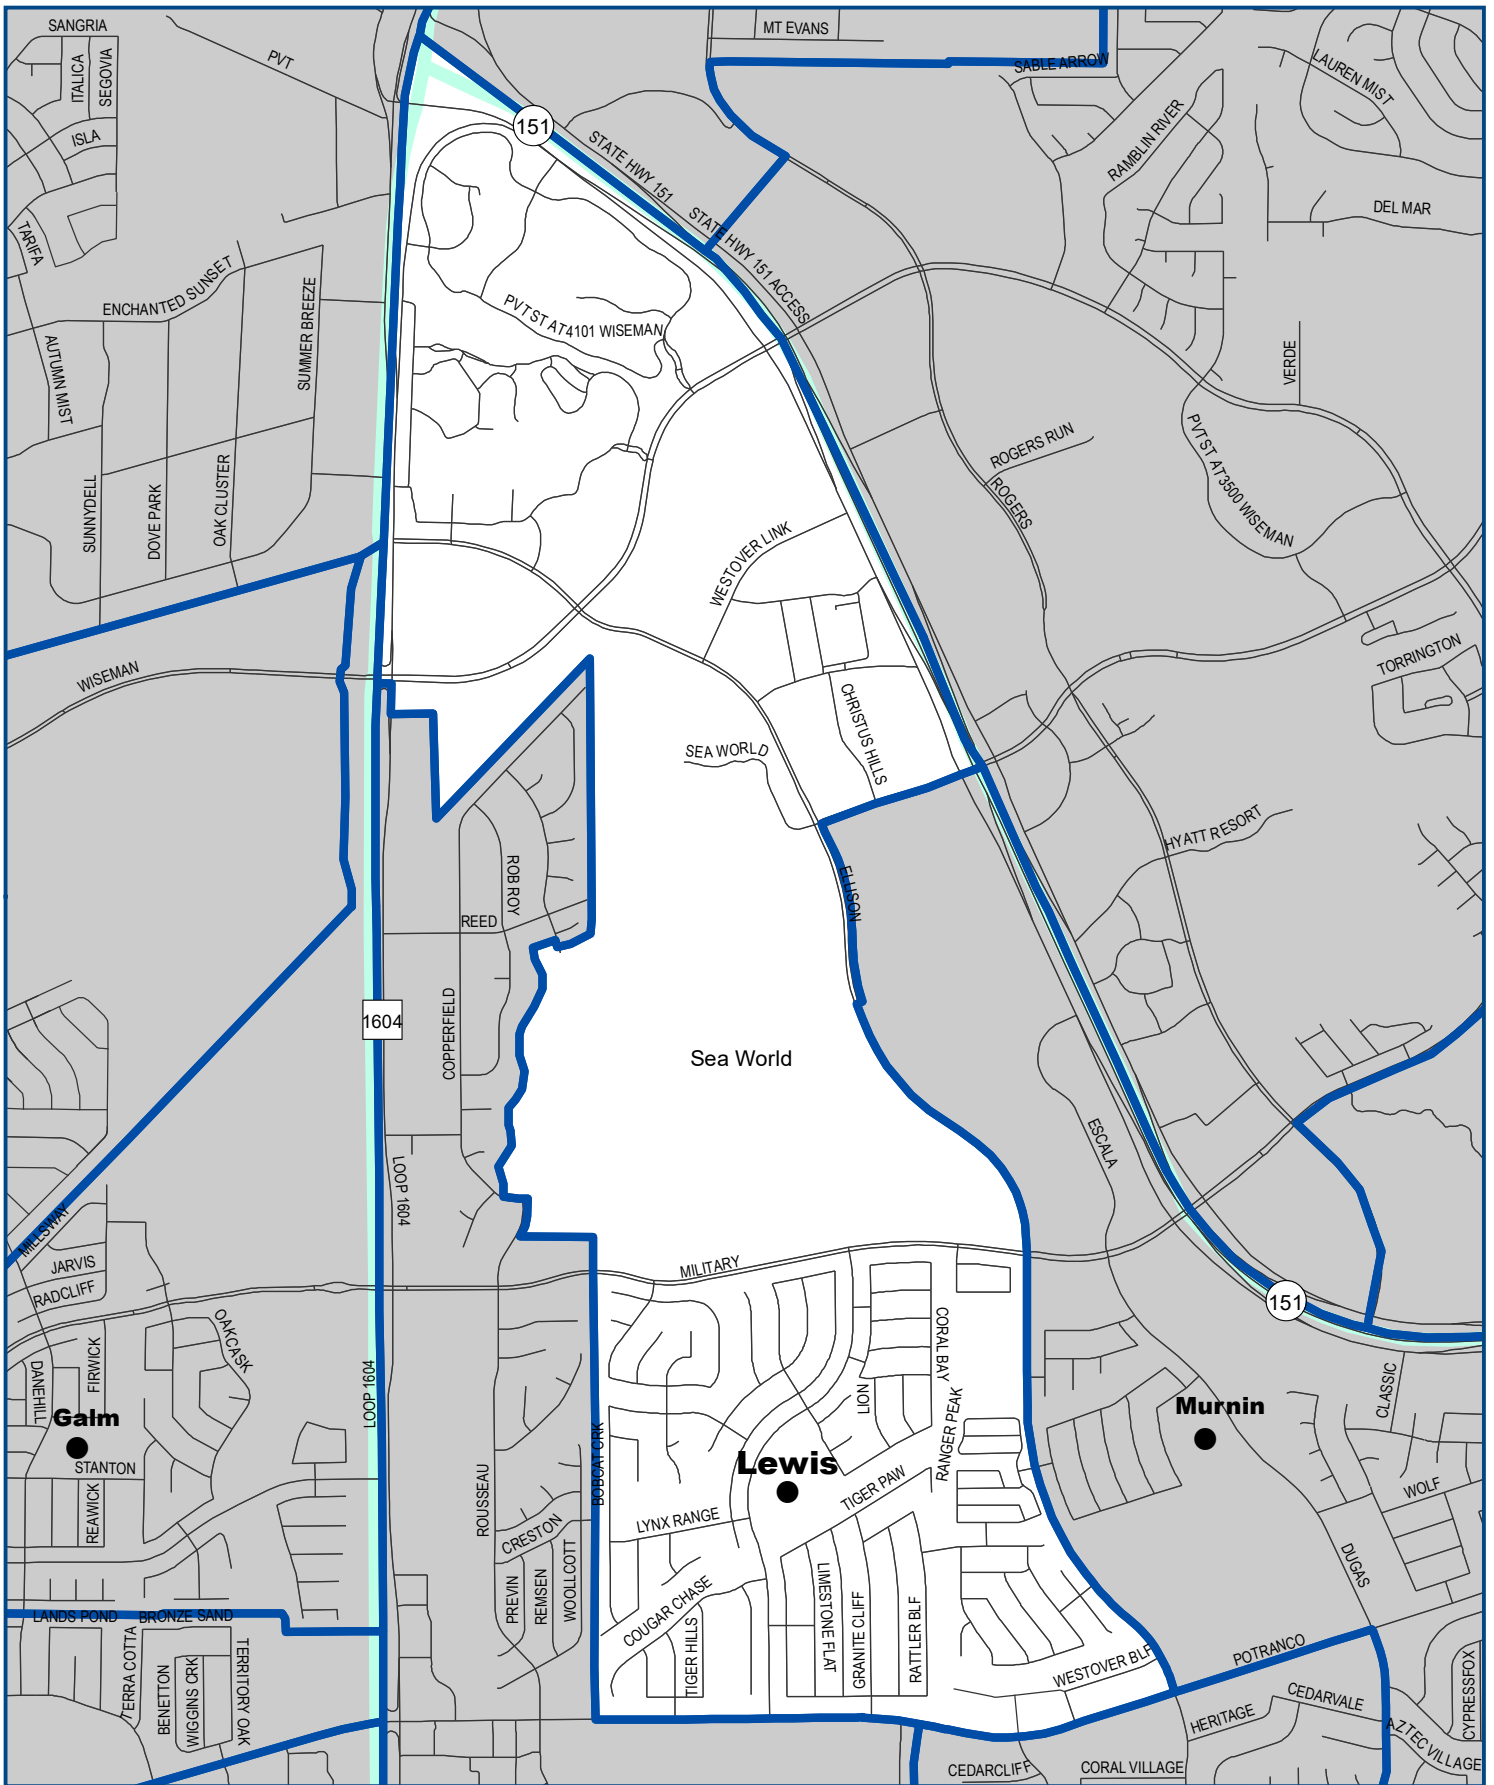 SANGRIA
MT EVANS
PVT
ITALICA
SEGOVIA
SABLE ARROW
LAUREN MIST
ISLA
151
RAMBLIN RIVER
STATE HWY 151
DEL MAR
TARIFA
STATE HWY 151 ACCESS
ENCHANTED SUNSET
SUMMER BREEZE
PVT ST AT 4101 WISEMAN
AUTUMN MIST
VERDE
ROGERS RUN
PVT ST AT 3500 WISEMAN
SUNNYDELL
DOVE PARK
OAK CLUSTER
ROGERS
WESTOVER LINK
TORRINGTON
WISEMAN
CHRISTUS HILLS
SEA WORLD
HYATT RESORT
ROB ROY
ELLISON
REED
1604
COPPERFIELD
Sea World
ESCALA
LOOP 1604
MILLSWAY
JARVIS
MILITARY
RADCLIFF
151
OAKCASK
CORAL BAY
FIRWICK
DANEHILL
LOOP 1604
LION
CLASSIC
Galm
RANGER PEAK
Murnin
BOBCAT CRK
Lewis
STANTON
TIGER PAW
WOLF
REAWICK
ROUSSEAU
LYNX RANGE
CRESTON
DUGAS
PREVIN
REMSEN
WOOLLCOTT
COUGAR CHASE
LIMESTONE FLAT
GRANITE CLIFF
RATTLER BLF
LANDS POND
BRONZE SAND
TIGER HILLS
WESTOVER BLF
POTRANCO
TERRA COTTA
BENETTON
WIGGINS CRK
TERRITORY OAK
CYPRESSFOX
CEDARVALE
HERITAGE
AZTEC VILLAGE
CEDARCLIFF
CORAL VILLAGE